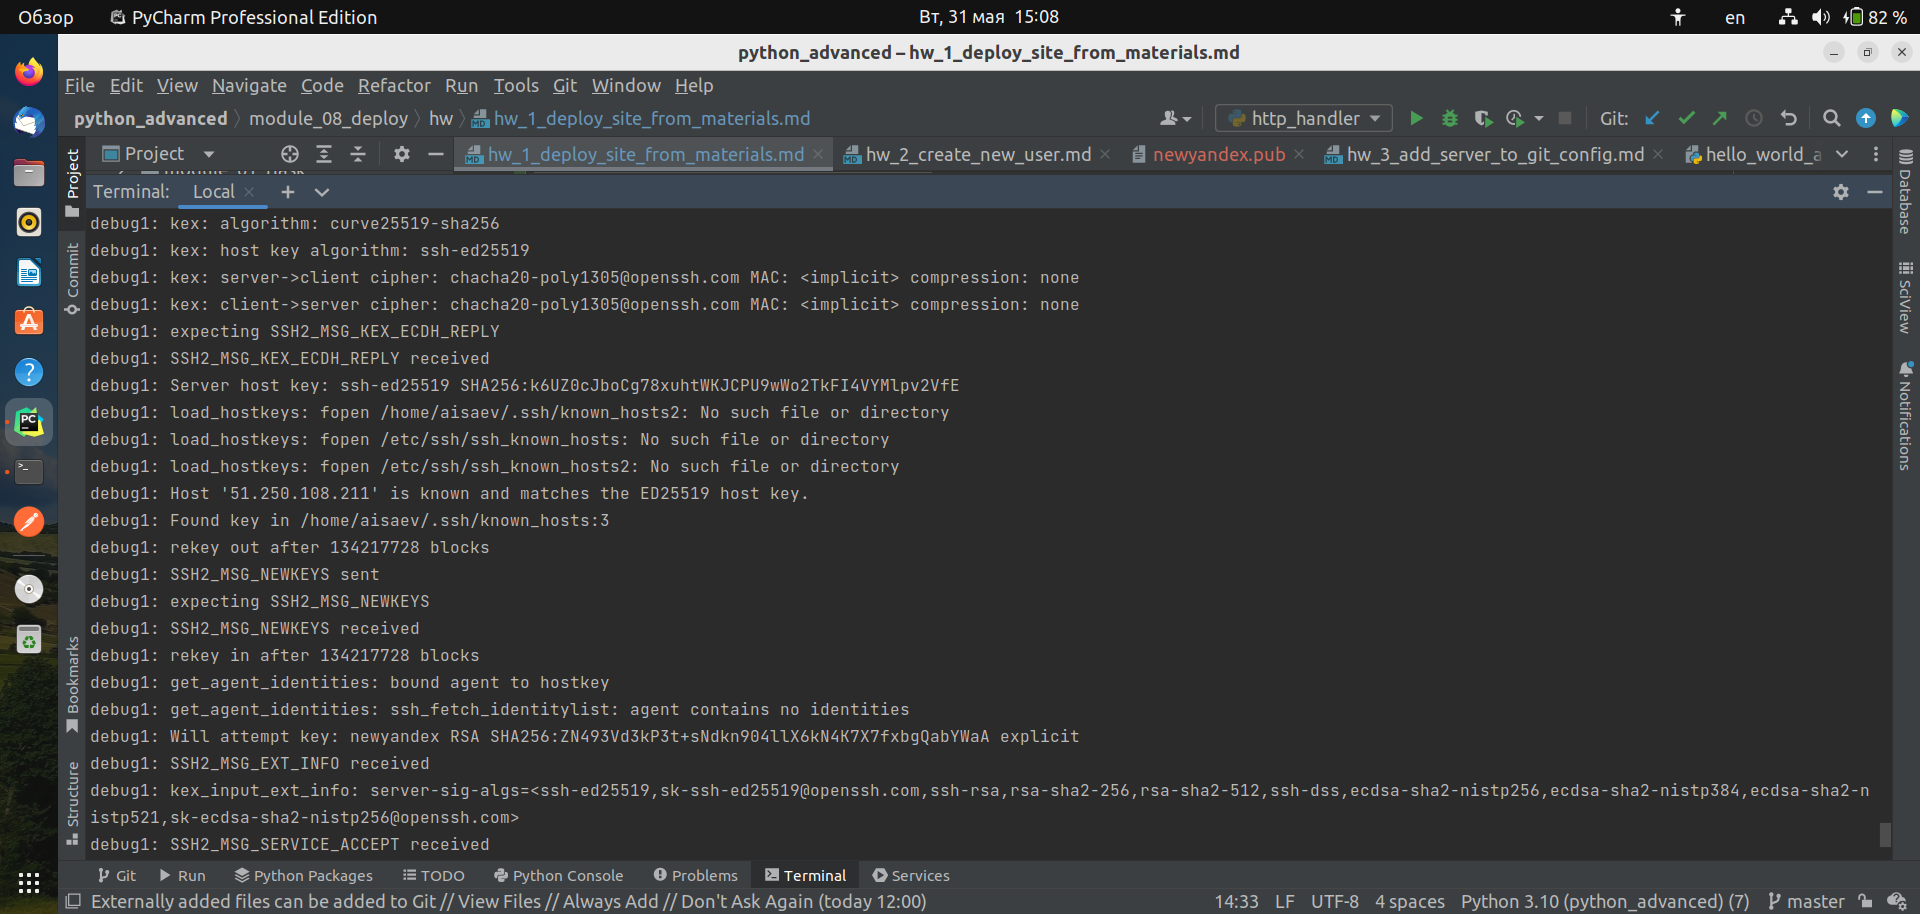 Обзор PyCharm Professional Edition Вт, 31 мая 15:08 en 82 %
python_advanced – hw_1_deploy_site_from_materials.md
File Edit View Navigate Code Refactor Run Tools Git Window Help
python_advanced module_08_deploy hw hw_1_deploy_site_from_materials.md http_handler Git:
Project hw_1_deploy_site_from_materials.md hw_2_create_new_user.md newyandex.pub hw_3_add_server_to_git_config.md hello_world_a
Terminal: Local
debug1: kex: algorithm: curve25519-sha256
debug1: kex: host key algorithm: ssh-ed25519
debug1: kex: server->client cipher: chacha20-poly1305@openssh.com MAC: <implicit> compression: none
debug1: kex: client->server cipher: chacha20-poly1305@openssh.com MAC: <implicit> compression: none
debug1: expecting SSH2_MSG_KEX_ECDH_REPLY
debug1: SSH2_MSG_KEX_ECDH_REPLY received
debug1: Server host key: ssh-ed25519 SHA256:k6UZ0cJboCg78xuhtWKJCPU9wWo2TkFI4VYMlpv2VfE
debug1: load_hostkeys: fopen /home/aisaev/.ssh/known_hosts2: No such file or directory
debug1: load_hostkeys: fopen /etc/ssh/ssh_known_hosts: No such file or directory
debug1: load_hostkeys: fopen /etc/ssh/ssh_known_hosts2: No such file or directory
debug1: Host '51.250.108.211' is known and matches the ED25519 host key.
debug1: Found key in /home/aisaev/.ssh/known_hosts:3
debug1: rekey out after 134217728 blocks
debug1: SSH2_MSG_NEWKEYS sent
debug1: expecting SSH2_MSG_NEWKEYS
debug1: SSH2_MSG_NEWKEYS received
debug1: rekey in after 134217728 blocks
debug1: get_agent_identities: bound agent to hostkey
debug1: get_agent_identities: ssh_fetch_identitylist: agent contains no identities
debug1: Will attempt key: newyandex RSA SHA256:ZN493Vd3kP3t+sNdkn904llX6kN4K7X7fxbgQabYWaA explicit
debug1: SSH2_MSG_EXT_INFO received
debug1: kex_input_ext_info: server-sig-algs=<ssh-ed25519,sk-ssh-ed25519@openssh.com,ssh-rsa,rsa-sha2-256,rsa-sha2-512,ssh-dss,ecdsa-sha2-nistp256,ecdsa-sha2-nistp384,ecdsa-sha2-n
istp521,sk-ecdsa-sha2-nistp256@openssh.com>
debug1: SSH2_MSG_SERVICE_ACCEPT received
Project
Commit
Bookmarks
Structure
Database
SciView
Notifications
Git Run Python Packages TODO Python Console Problems Terminal Services
Externally added files can be added to Git // View Files // Always Add // Don't Ask Again (today 12:00) 14:33 LF UTF-8 4 spaces Python 3.10 (python_advanced) (7) master